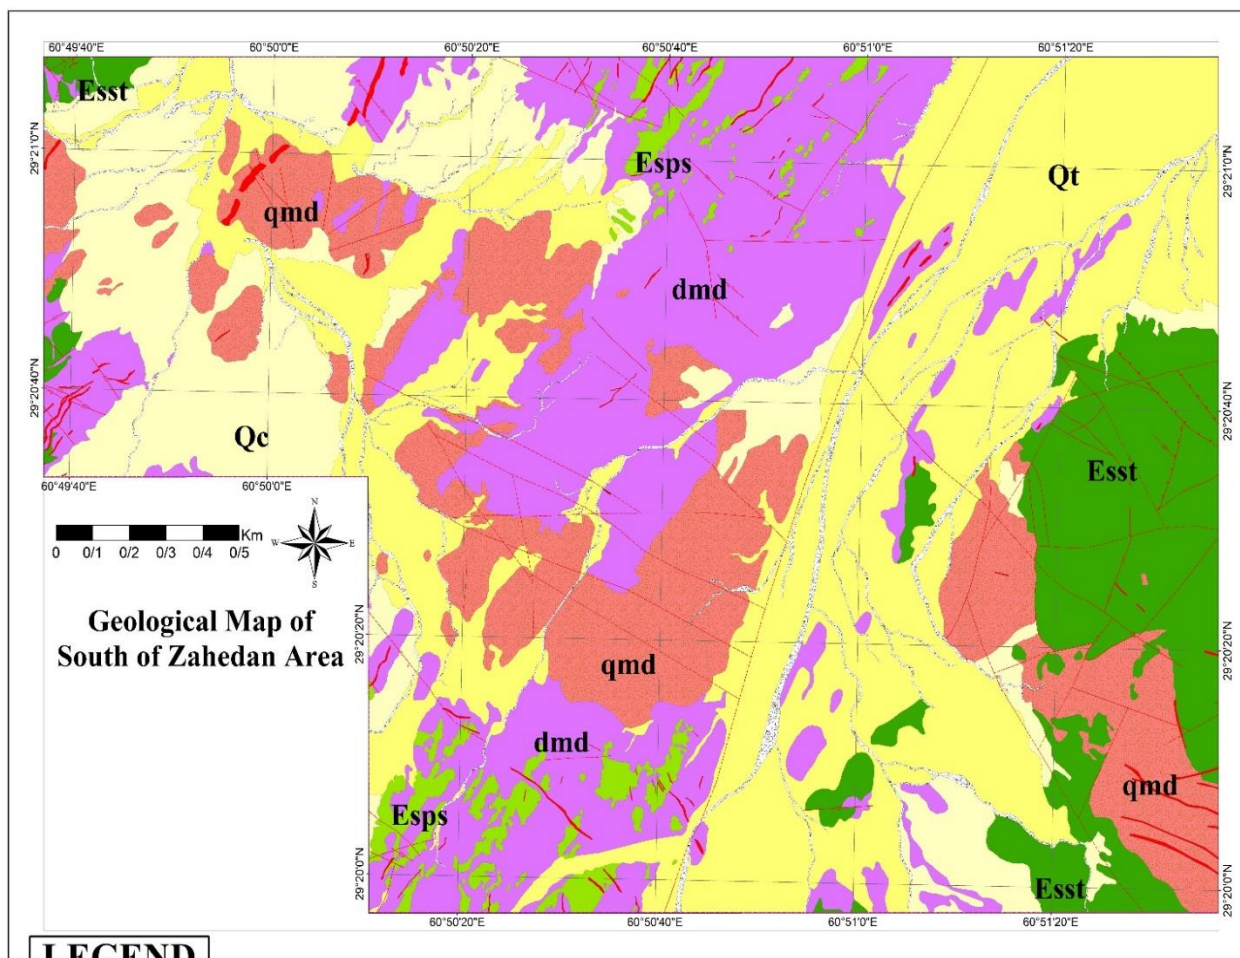 60°49'40"E 60°50'0"E 60°50'20"E 60°50'40"E 60°51'0"E 60°51'20"E
Esst
29°21'0"N
Esps
Qt
29°21'0"N
qmd
dmd
29°20'40"N
29°20'40"N
Qc
Esst
60°49'40"E 60°50'0"E
N
Km
W E
0 0/1 0/2 0/3 0/4 0/5
S
29°20'20"N
Geological Map of
South of Zahedan Area
29°20'20"N
qmd
dmd
qmd
Esps
29°20'0"N
Esst
29°20'0"N
60°50'20"E 60°50'40"E 60°51'0"E 60°51'20"E
LEGEND